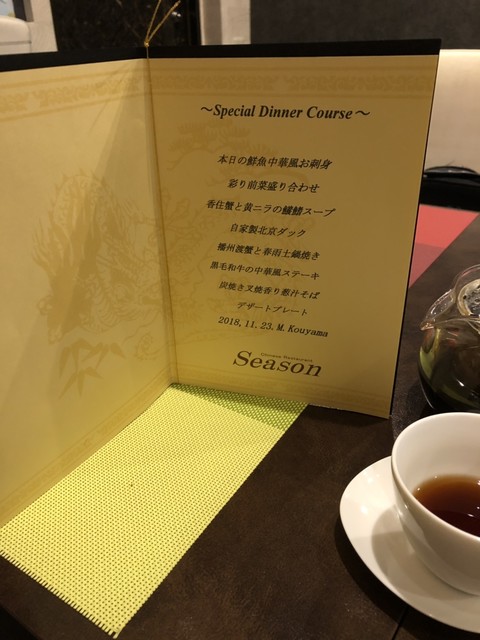 〜Special Dinner Course〜
本日の鮮魚中華風お刺身
彩り前菜盛り合わせ
香住蟹と黄ニラの鱶鰭スープ
自家製北京ダック
播州渡蟹と春雨土鍋焼き
黒毛和牛の中華風ステーキ
炭焼き叉焼香り葱汁そば
デザートプレート
2018.11.23.M.Kouyama
Chinese Restaurant
Season